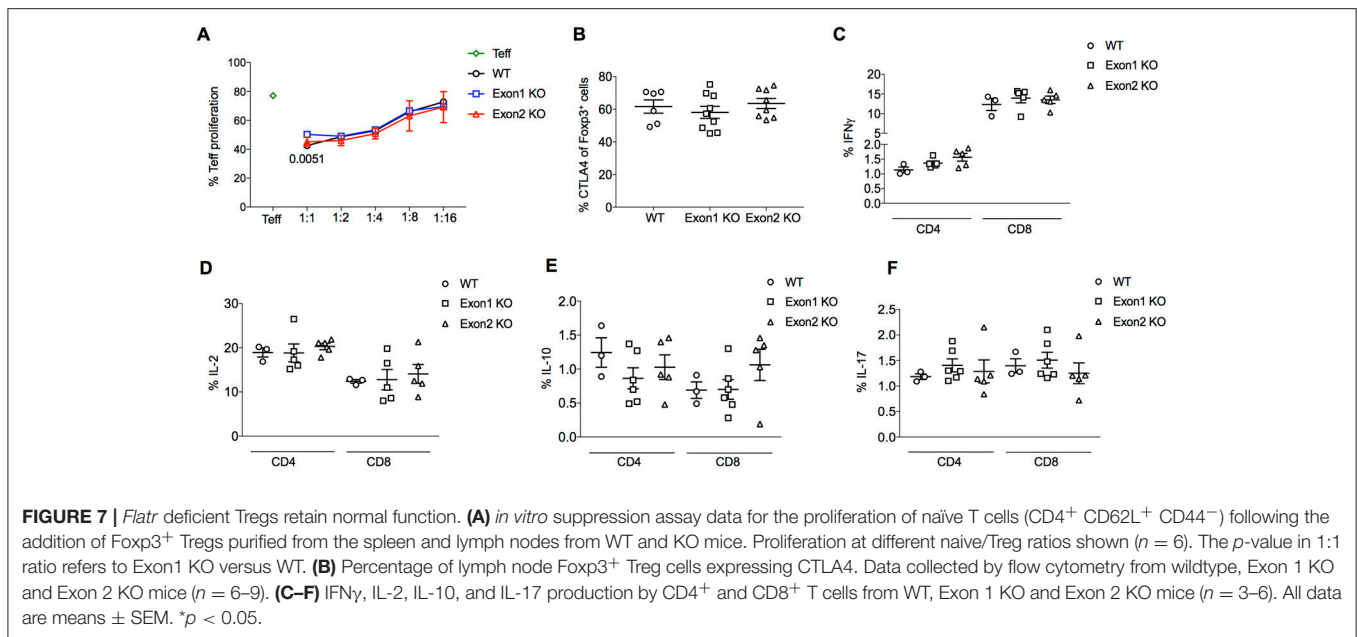 A
Teff
WT
Exon1 KO
Exon2 KO
% Teff proliferation
100
80
60
40
20
0
0.0051
Teff 1:1 1:2 1:4 1:8 1:16
B
% CTLA4 of Foxp3+ cells
100
80
60
40
20
0
WT Exon1 KO Exon2 KO
C
WT
Exon1 KO
Exon2 KO
% IFNγ
20
15
10
5
2.0
1.5
1.0
0.5
0.0
CD4 CD8
D
WT
Exon1 KO
Exon2 KO
% IL-2
30
20
10
0
CD4 CD8
E
WT
Exon1 KO
Exon2 KO
% IL-10
2.0
1.5
1.0
0.5
0.0
CD4 CD8
F
WT
Exon1 KO
Exon2 KO
% IL-17
2.5
2.0
1.5
1.0
0.5
0.0
CD4 CD8
FIGURE 7 | Flatr deficient Tregs retain normal function. (A) in vitro suppression assay data for the proliferation of naïve T cells (CD4+ CD62L+ CD44−) following the
addition of Foxp3+ Tregs purified from the spleen and lymph nodes from WT and KO mice. Proliferation at different naive/Treg ratios shown (n = 6). The p-value in 1:1
ratio refers to Exon1 KO versus WT. (B) Percentage of lymph node Foxp3+ Treg cells expressing CTLA4. Data collected by flow cytometry from wildtype, Exon 1 KO
and Exon 2 KO mice (n = 6–9). (C–F) IFNγ, IL-2, IL-10, and IL-17 production by CD4+ and CD8+ T cells from WT, Exon 1 KO and Exon 2 KO mice (n = 3–6). All data
are means ± SEM. *p < 0.05.